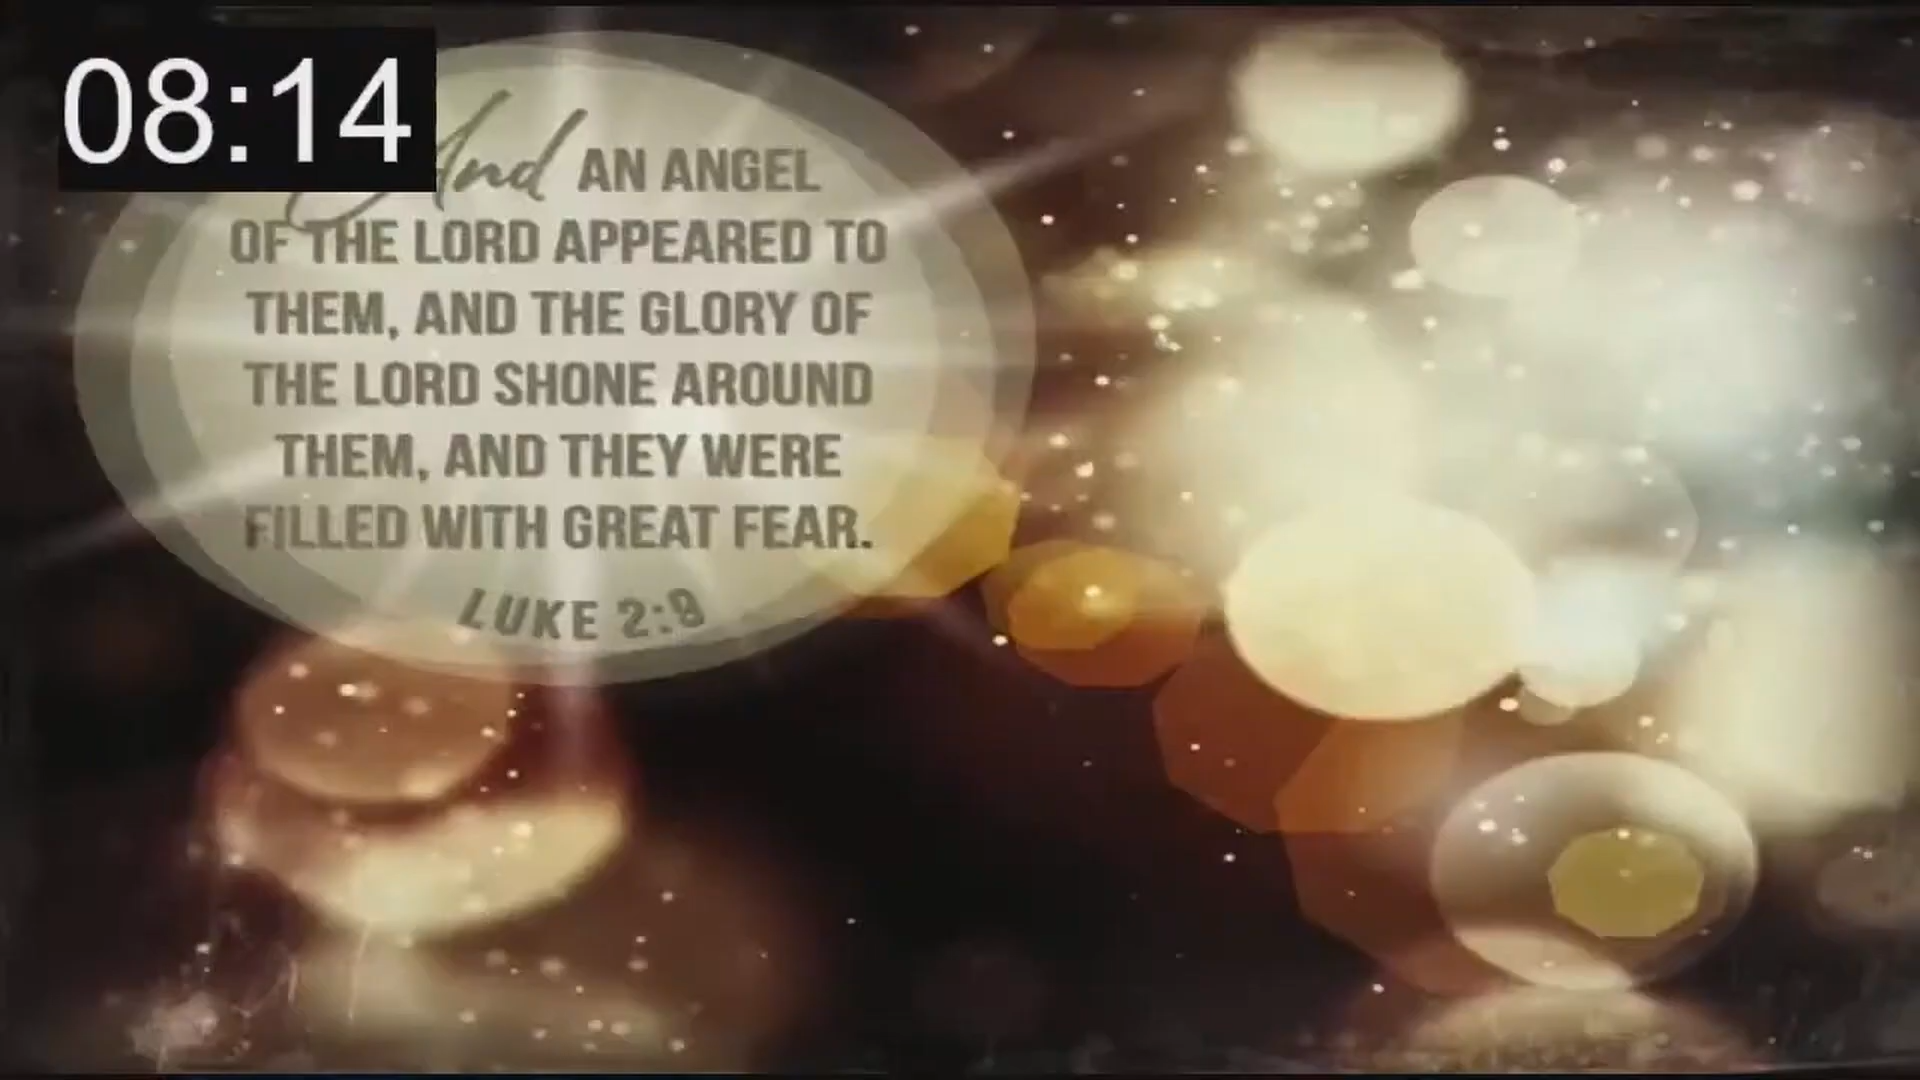 08:14
And AN ANGEL
OF THE LORD APPEARED TO
THEM, AND THE GLORY OF
THE LORD SHONE AROUND
THEM, AND THEY WERE
FILLED WITH GREAT FEAR.
LUKE 2:9